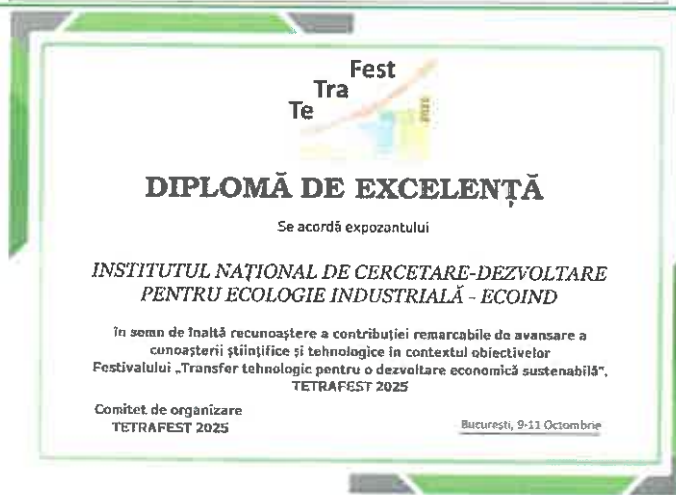 Te Tra Fest
2025
DIPLOMĂ DE EXCELENȚĂ
Se acordă expozantului
INSTITUTUL NAȚIONAL DE CERCETARE-DEZVOLTARE
PENTRU ECOLOGIE INDUSTRIALĂ - ECOIND
în semn de înaltă recunoaștere a contribuției remarcabile de avansare a
cunoașterii științifice și tehnologice în contextul obiectivelor
Festivalului „Transfer tehnologic pentru o dezvoltare economică sustenabilă”,
TETRAFEST 2025
Comitet de organizare
TETRAFEST 2025
București, 9-11 Octombrie